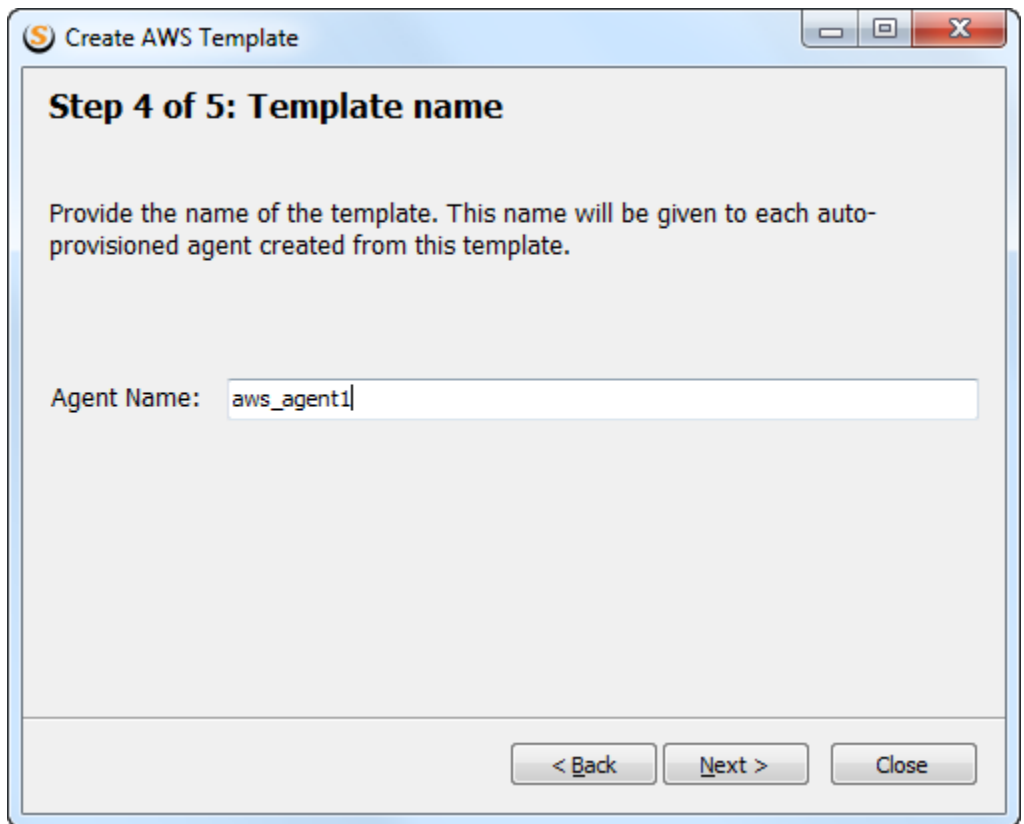 Create AWS Template
Step 4 of 5: Template name
Provide the name of the template. This name will be given to each auto-
provisioned agent created from this template.
Agent Name: aws_agent1
< Back Next > Close